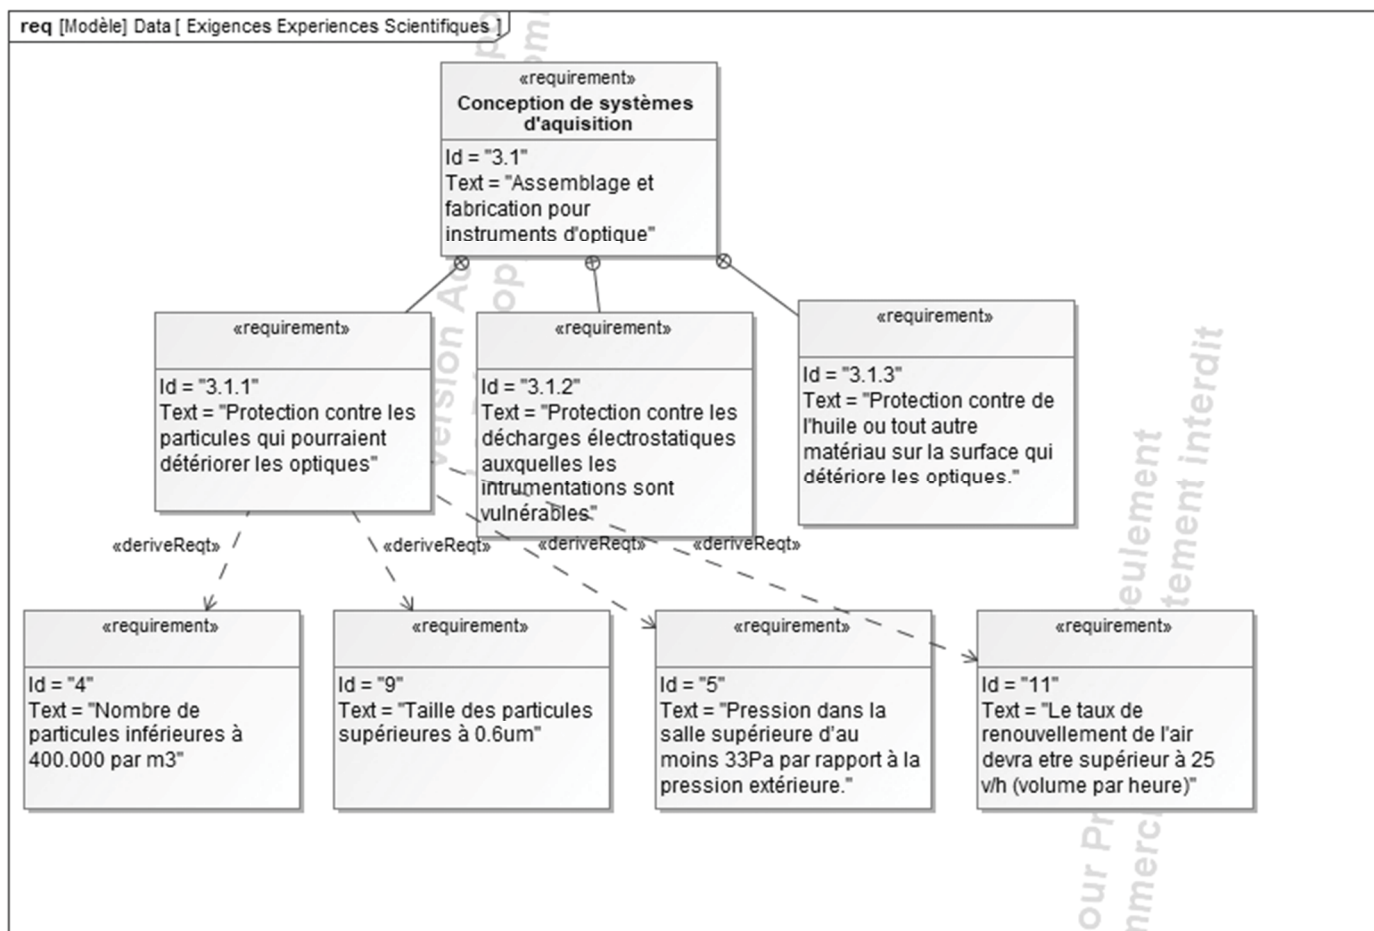 req [Modèle] Data [ Exigences Experiences Scientifiques ]
«requirement»
Conception de systèmes
d'aquisition
Id = "3.1"
Text = "Assemblage et
fabrication pour
instruments d'optique"
«requirement»
Id = "3.1.1"
Text = "Protection contre les
particules qui pourraient
détériorer les optiques"
«requirement»
Id = "3.1.2"
Text = "Protection contre les
décharges électrostatiques
auxquelles les
intrumentations sont
vulnérables"
«requirement»
Id = "3.1.3"
Text = "Protection contre de
l'huile ou tout autre
matériau sur la surface qui
détériore les optiques."
«deriveReqt»
«deriveReqt»
«deriveReqt»
«deriveReqt»
«requirement»
Id = "4"
Text = "Nombre de
particules inférieures à
400.000 par m3"
«requirement»
Id = "9"
Text = "Taille des particules
supérieures à 0.6um"
«requirement»
Id = "5"
Text = "Pression dans la
salle supérieure d'au
moins 33Pa par rapport à la
pression extérieure."
«requirement»
Id = "11"
Text = "Le taux de
renouvellement de l'air
devra etre supérieur à 25
v/h (volume par heure)"
seulement
interdit